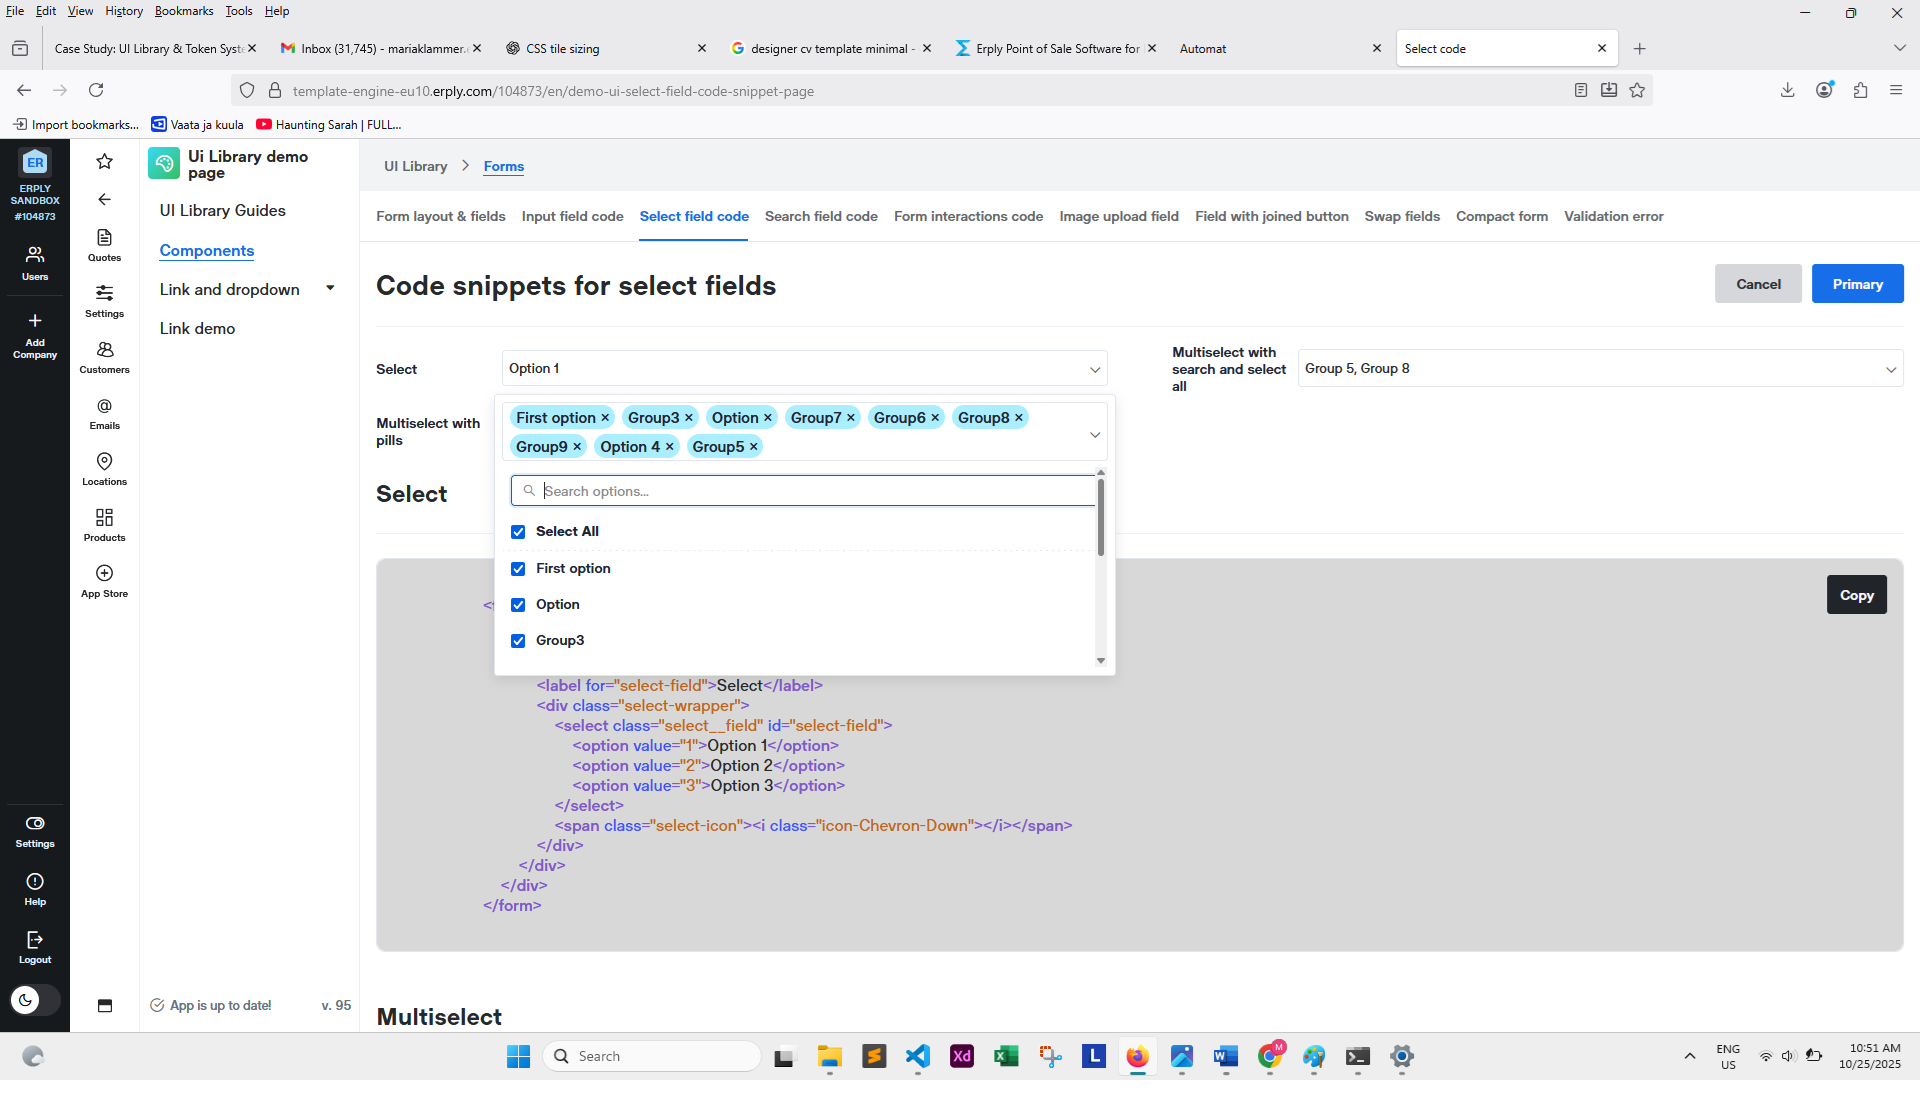 File Edit View History Bookmarks Tools Help
Case Study: UI Library & Token Syste
Inbox (31,745) - mariaklammer.
CSS tile sizing
designer cv template minimal -
Erply Point of Sale Software for
Automat
Select code
template-engine-eu10.erply.com/104873/en/demo-ui-select-field-code-snippet-page
Import bookmarks...
Vaata ja kuula
Haunting Sarah | FULL...
ER
ERPLY
SANDBOX
#104873
Users
Add
Company
Settings
Help
Logout
Quotes
Settings
Customers
Emails
Locations
Products
App Store
Ui Library demo
page
UI Library Guides
Components
Link and dropdown
Link demo
App is up to date!
v. 95
UI Library
Forms
Form layout & fields
Input field code
Select field code
Search field code
Form interactions code
Image upload field
Field with joined button
Swap fields
Compact form
Validation error
Code snippets for select fields
Cancel
Primary
Select
Option 1
Multiselect with
search and select
all
Group 5, Group 8
Multiselect with
pills
First option × Group3 × Option × Group7 × Group6 × Group8 ×
Group9 × Option 4 × Group5 ×
Search options...
Select All
First option
Option
Group3
Select
Copy
<label for="select-field">Select</label>
<div class="select-wrapper">
<select class="select__field" id="select-field">
<option value="1">Option 1</option>
<option value="2">Option 2</option>
<option value="3">Option 3</option>
</select>
<span class="select-icon"><i class="icon-Chevron-Down"></i></span>
</div>
</div>
</div>
</form>
Multiselect
Search
Xd
L
M
ENG
US
10:51 AM
10/25/2025